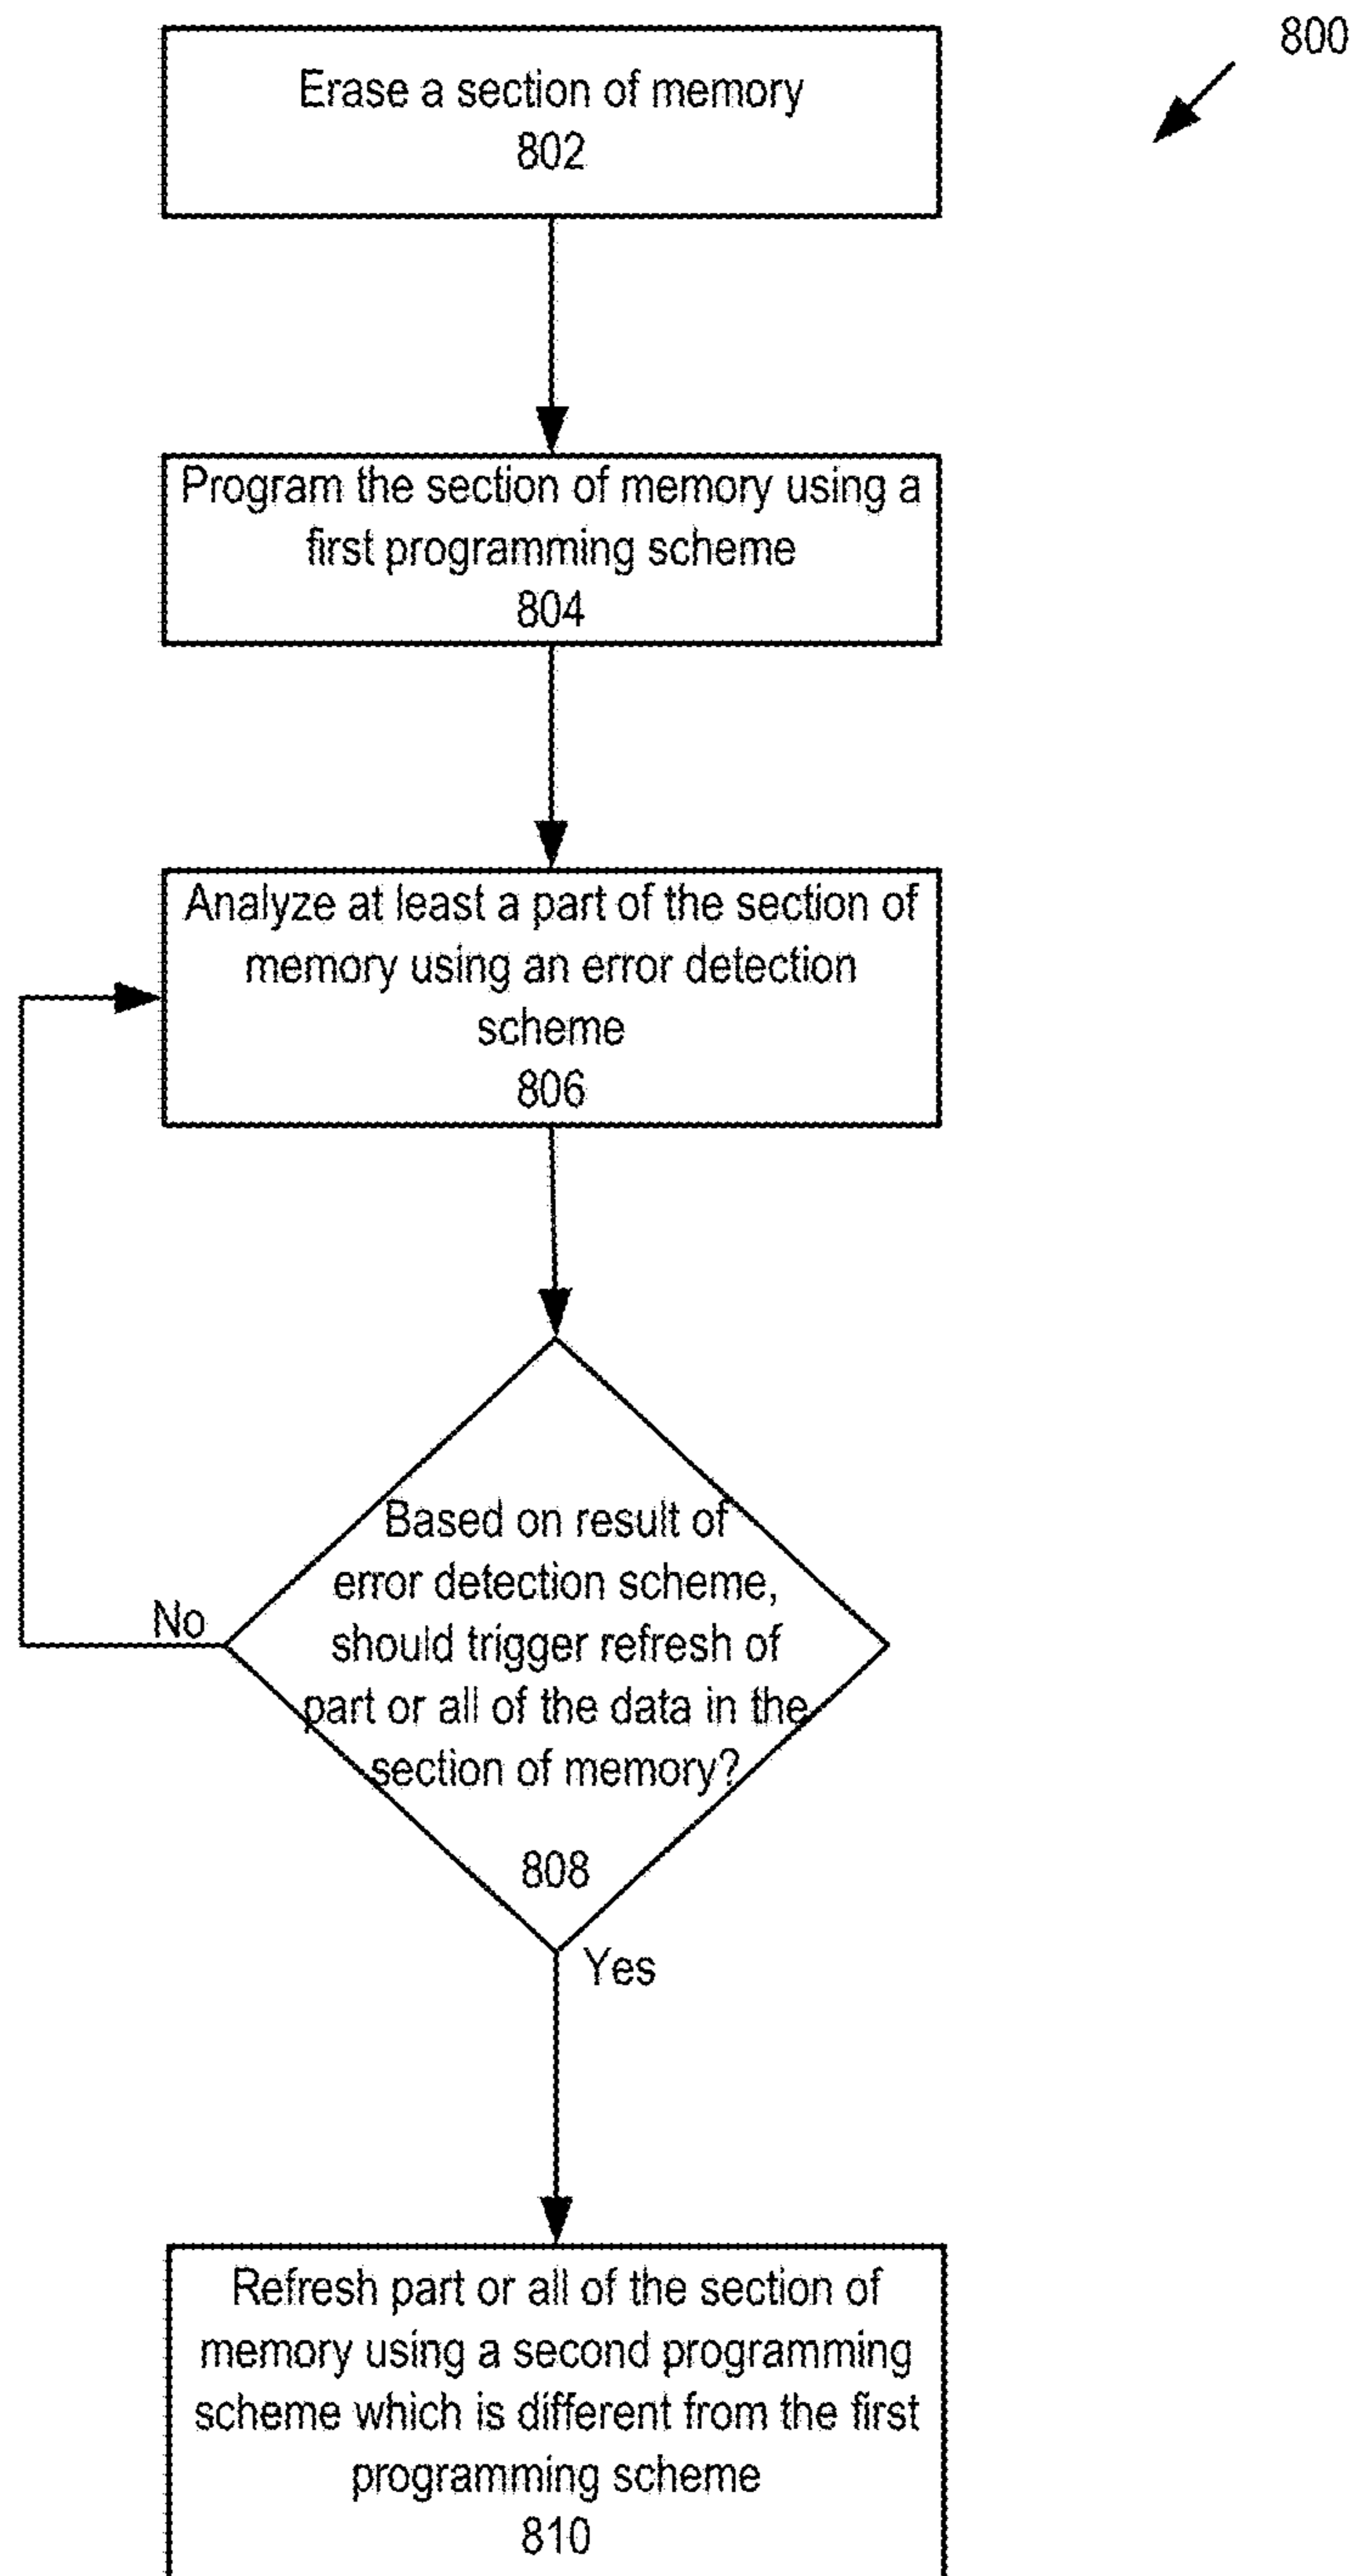 800
Erase a section of memory
802
Program the section of memory using a
first programming scheme
804
Analyze at least a part of the section of
memory using an error detection
scheme
806
Based on result of
error detection scheme,
should trigger refresh of
part or all of the data in the
section of memory?
808
No
Yes
Refresh part or all of the section of
memory using a second programming
scheme which is different from the first
programming scheme
810